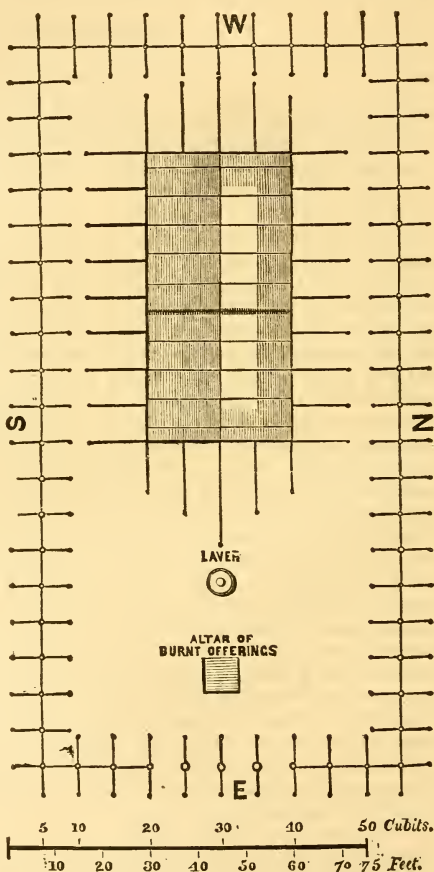 W
S
N
LAVER
ALTAR OF
BURNT OFFERINGS
E
5 10 20 30 40 50 Cubits.
10 20 30 40 50 60 70 75 Feet.